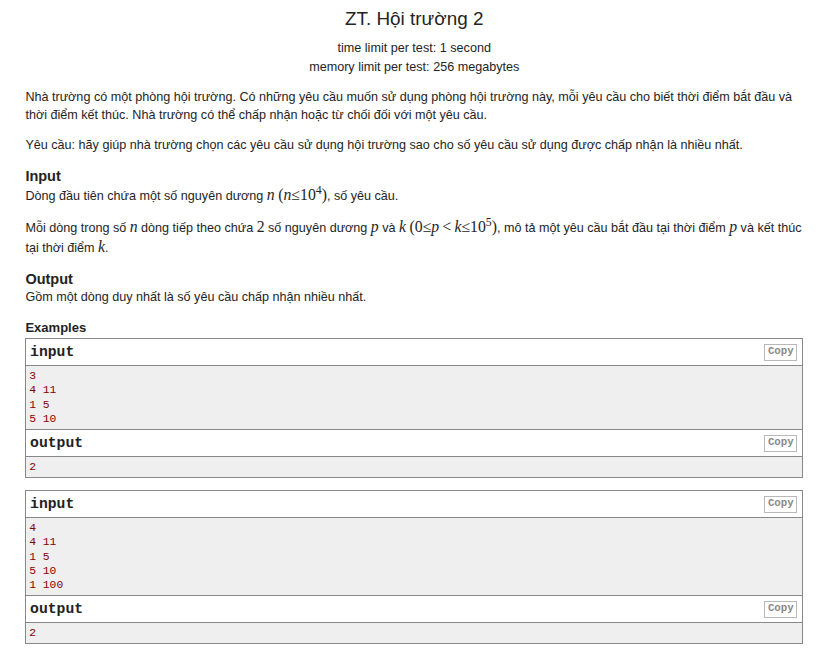 ZT. Hội trường 2
time limit per test: 1 second
memory limit per test: 256 megabytes
Nhà trường có một phòng hội trường. Có những yêu cầu muốn sử dụng phòng hội trường này, mỗi yêu cầu cho biết thời điểm bắt đầu và
thời điểm kết thúc. Nhà trường có thể chấp nhận hoặc từ chối đối với một yêu cầu.
Yêu cầu: hãy giúp nhà trường chọn các yêu cầu sử dụng hội trường sao cho số yêu cầu sử dụng được chấp nhận là nhiều nhất.
Input
Dòng đầu tiên chứa một số nguyên dương n (n≤10⁴), số yêu cầu.
Mỗi dòng trong số n dòng tiếp theo chứa 2 số nguyên dương p và k (0≤p < k≤10⁵), mô tả một yêu cầu bắt đầu tại thời điểm p và kết thúc
tại thời điểm k.
Output
Gồm một dòng duy nhất là số yêu cầu chấp nhận nhiều nhất.
Examples
input Copy
3
4 11
1 5
5 10
output Copy
2
input Copy
4
4 11
1 5
5 10
1 100
output Copy
2